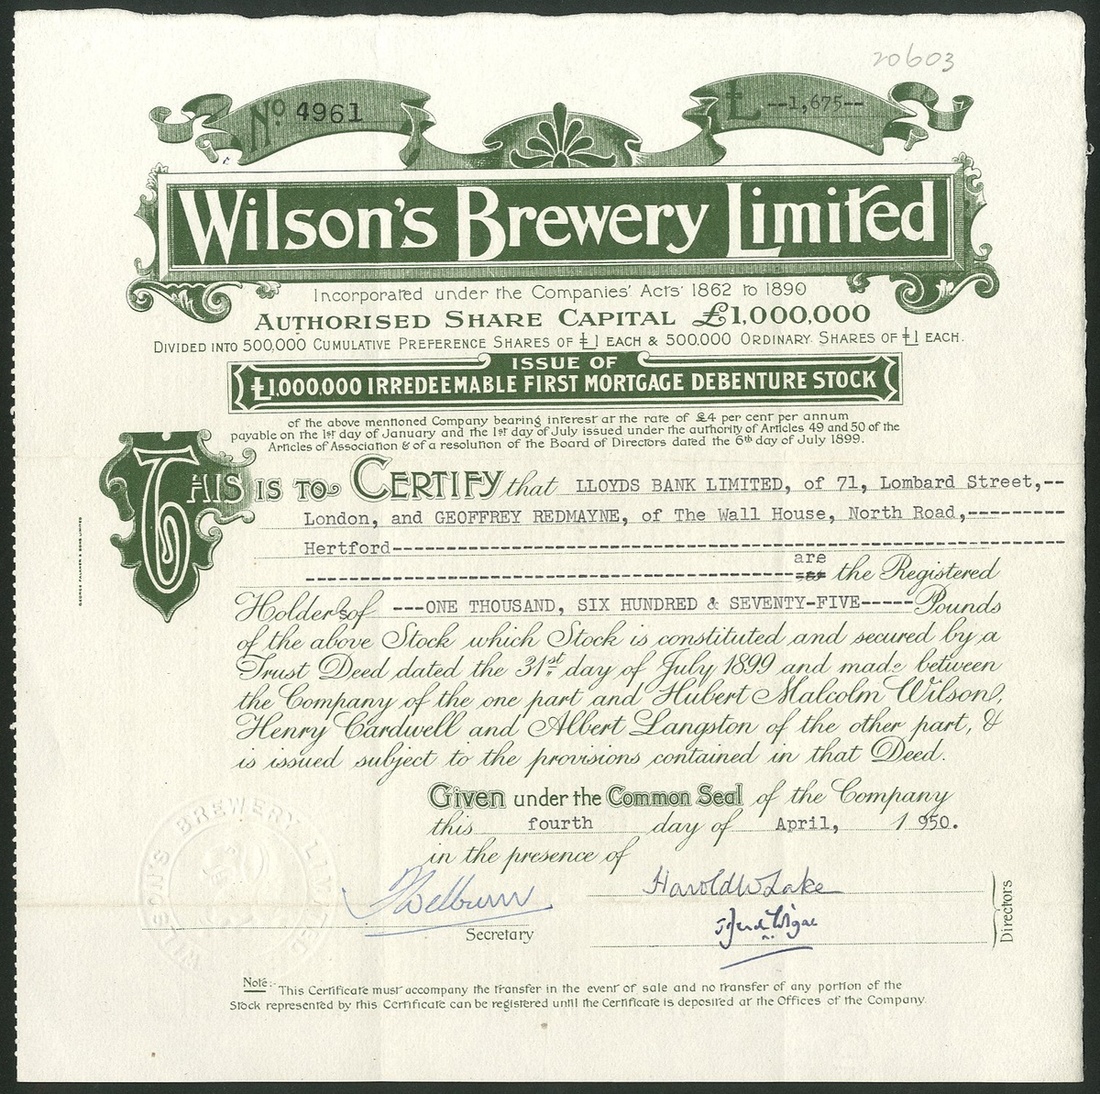 20603
No 4961
£ --1,675--
Wilson's Brewery Limited
Incorporated under the Companies' Acts 1862 to 1890
AUTHORISED SHARE CAPITAL £1,000,000
DIVIDED INTO 500,000 CUMULATIVE PREFERENCE SHARES OF £1 EACH & 500.000 ORDINARY SHARES OF £1 EACH.
ISSUE OF
£1,000.000 IRREDEEMABLE FIRST MORTGAGE DEBENTURE STOCK
of the above mentioned Company bearing interest at the rate of £4 per cent per annum
payable on the 1st day of January and the 1st day of July issued under the authority of Articles 49 and 50 of the
Articles of Association & of a resolution of the Board of Directors dated the 6th day of July 1899.
THIS IS TO CERTIFY that LLOYDS BANK LIMITED, of 71, Lombard Street,--
London, and GEOFFREY REDMAYNE, of The Wall House, North Road,---------
Hertford------------------------------------------------------------
are
------------------------------------------- the Registered
Holders of ---ONE THOUSAND, SIX HUNDRED & SEVENTY-FIVE----- Pounds
of the above Stock which Stock is constituted and secured by a
Trust Deed dated the 31st day of July 1899 and made between
the Company of the one part and Hubert Malcolm Wilson,
Henry Cardwell and Albert Langston of the other part, &
is issued subject to the provisions contained in that Deed.
Given under the Common Seal of the Company
this fourth day of April, 1950.
in the presence of
WILSON'S BREWERY LIMITED
Harold W Lake
Secretary
Directors
Note:- This Certificate must accompany the transfer in the event of sale and no transfer of any portion of the
Stock represented by this Certificate can be registered until the Certificate is deposited at the Offices of the Company.